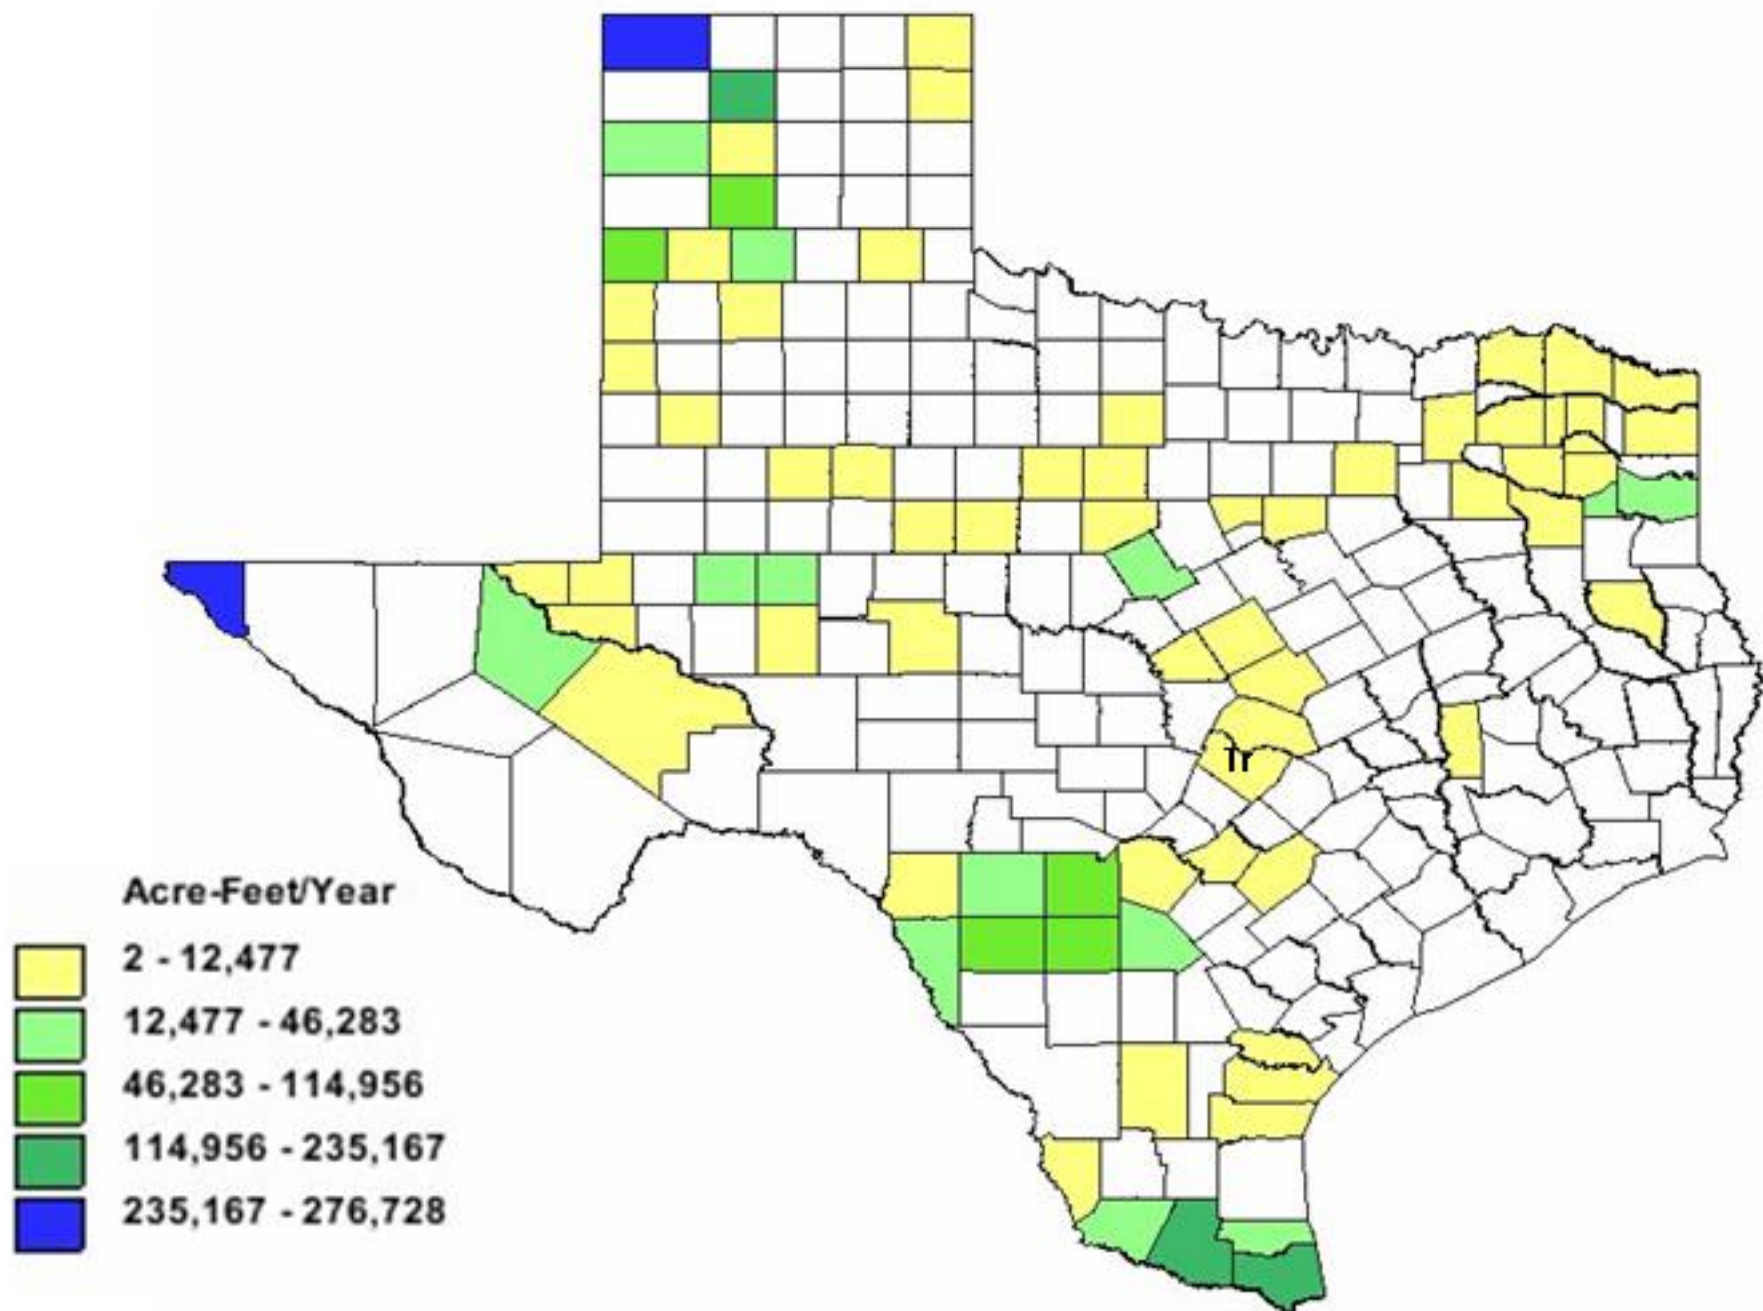 Tr
Acre-Feet/Year
2 - 12,477
12,477 - 46,283
46,283 - 114,956
114,956 - 235,167
235,167 - 276,728